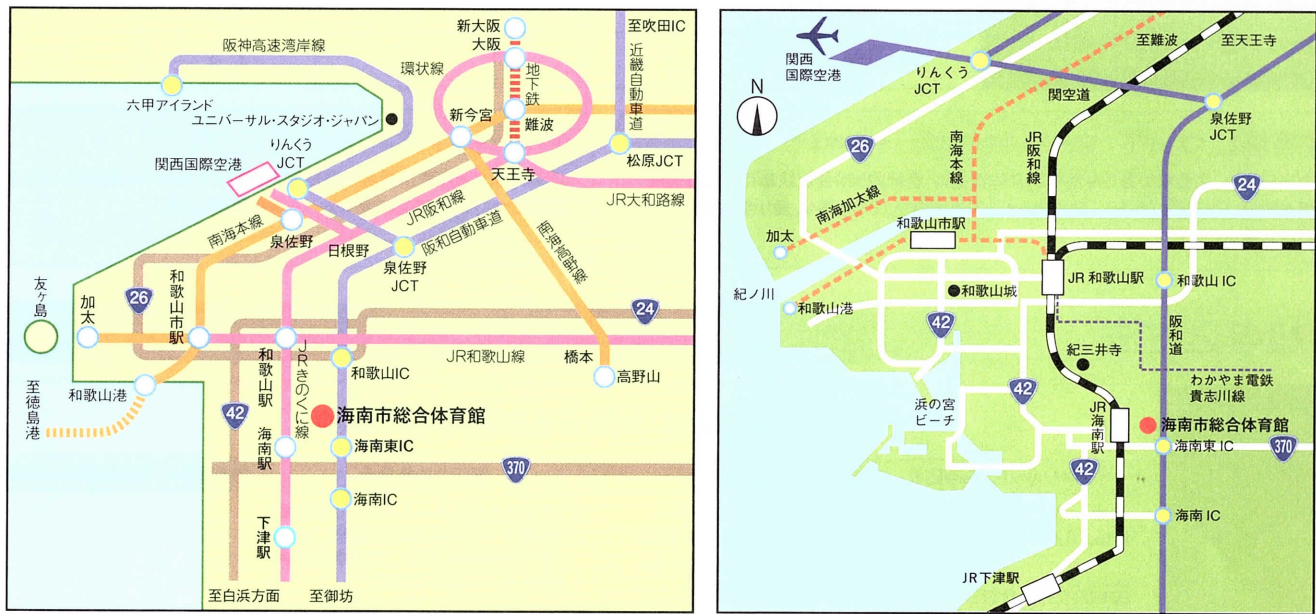 新大阪
大阪
至吹田IC
阪神高速湾岸線
環状線
地下鉄
近畿自動車道
六甲アイランド
新今宮
難波
ユニバーサル・スタジオ・ジャパン
りんくう
JCT
関西国際空港
松原JCT
天王寺
JR大和路線
JR阪和線
南海本線
泉佐野
日根野
阪和自動車道
泉佐野
JCT
南海高野線
友ヶ島
加太
26
和歌山市駅
24
JR和歌山線
橋本
高野山
和歌山港
至徳島港
和歌山駅
JRきのくに線
和歌山IC
42
海南市総合体育館
海南駅
海南東IC
370
海南IC
下津駅
至白浜方面
至御坊
関西
国際空港
至難波
至天王寺
りんくう
JCT
関空道
N
泉佐野
JCT
26
南海本線
JR阪和線
24
南海加太線
加太
和歌山市駅
紀ノ川
和歌山港
和歌山城
JR和歌山駅
和歌山IC
42
阪和道
紀三井寺
わかやま電鉄
貴志川線
浜の宮
ビーチ
42
JR海南駅
海南市総合体育館
海南東IC
370
42
海南IC
JR下津駅